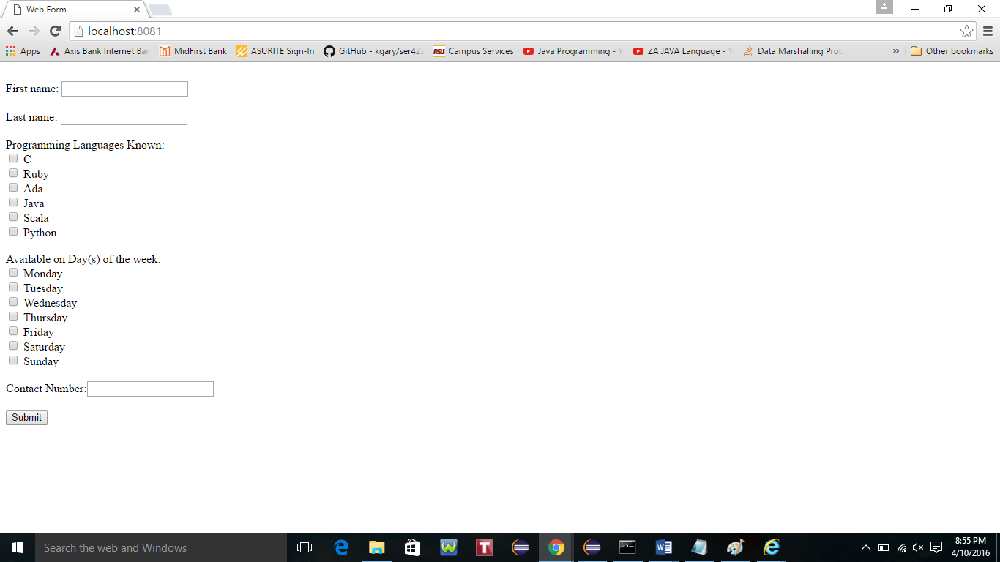 Web Form
localhost:8081
Apps Axis Bank Internet Ban MidFirst Bank ASURITE Sign-In GitHub - kgary/ser422 ASU Campus Services Java Programming - Y ZA JAVA Language - Y Data Marshalling Prob » Other bookmarks
First name:
Last name:
Programming Languages Known:
C
Ruby
Ada
Java
Scala
Python
Available on Day(s) of the week:
Monday
Tuesday
Wednesday
Thursday
Friday
Saturday
Sunday
Contact Number:
Submit
Search the web and Windows
8:55 PM
4/10/2016